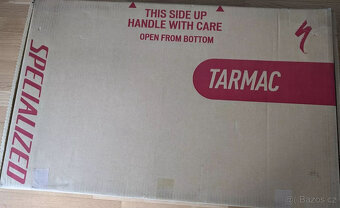 THIS SIDE UP
HANDLE WITH CARE
OPEN FROM BOTTOM
TARMAC
SPECIALIZED
Bazos.cz